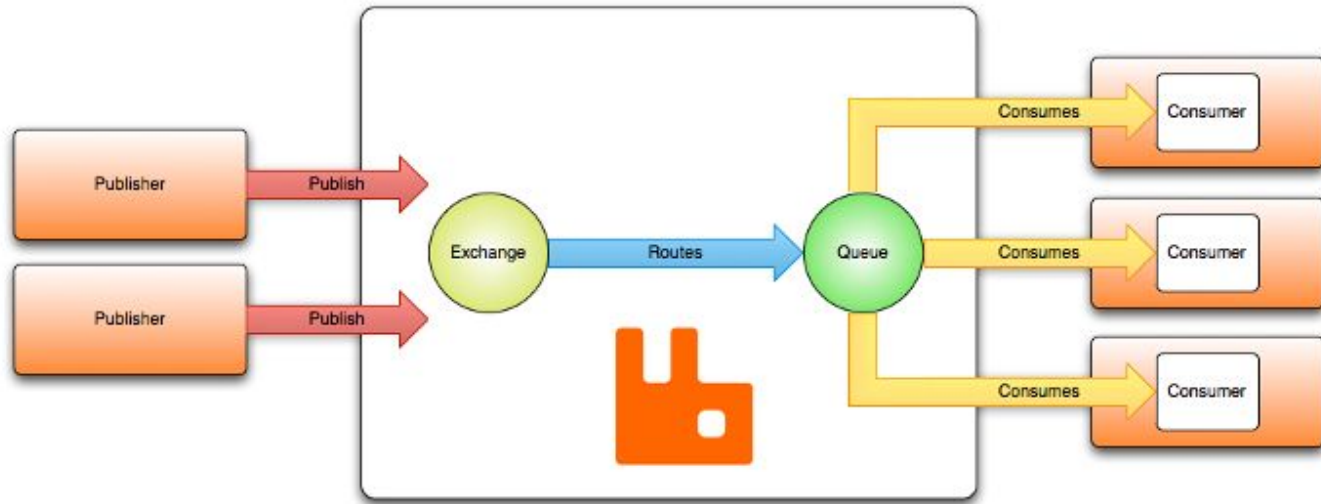 Publisher
Publish
Publisher
Publish
Exchange
Routes
Queue
Consumes
Consumer
Consumes
Consumer
Consumes
Consumer